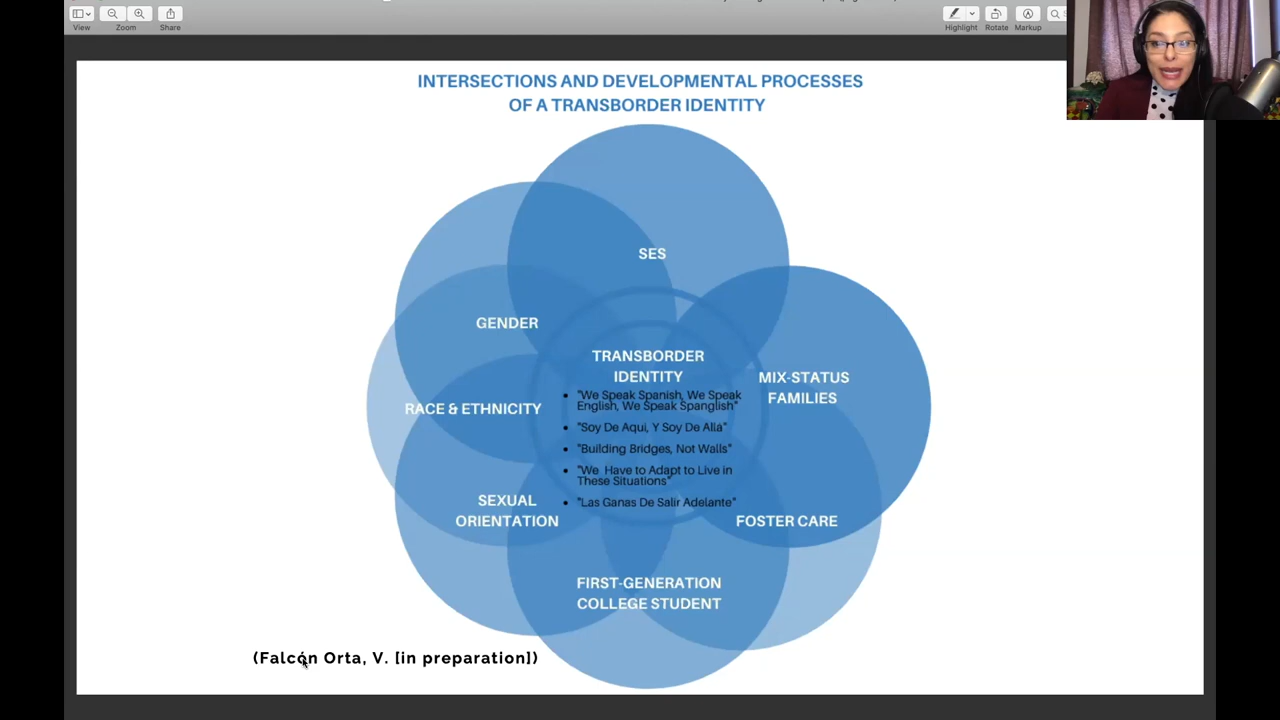 View
Zoom
Share
Highlight
Rotate
Markup
INTERSECTIONS AND DEVELOPMENTAL PROCESSES
OF A TRANSBORDER IDENTITY
SES
GENDER
TRANSBORDER
IDENTITY
MIX-STATUS
FAMILIES
RACE & ETHNICITY
• "We Speak Spanish, We Speak
English, We Speak Spanglish"
• "Soy De Aquí, Y Soy De Allá"
• "Building Bridges, Not Walls"
• "We Have to Adapt to Live in
These Situations"
• "Las Ganas De Salir Adelante"
SEXUAL
ORIENTATION
FOSTER CARE
FIRST-GENERATION
COLLEGE STUDENT
(Falcón Orta, V. [in preparation])